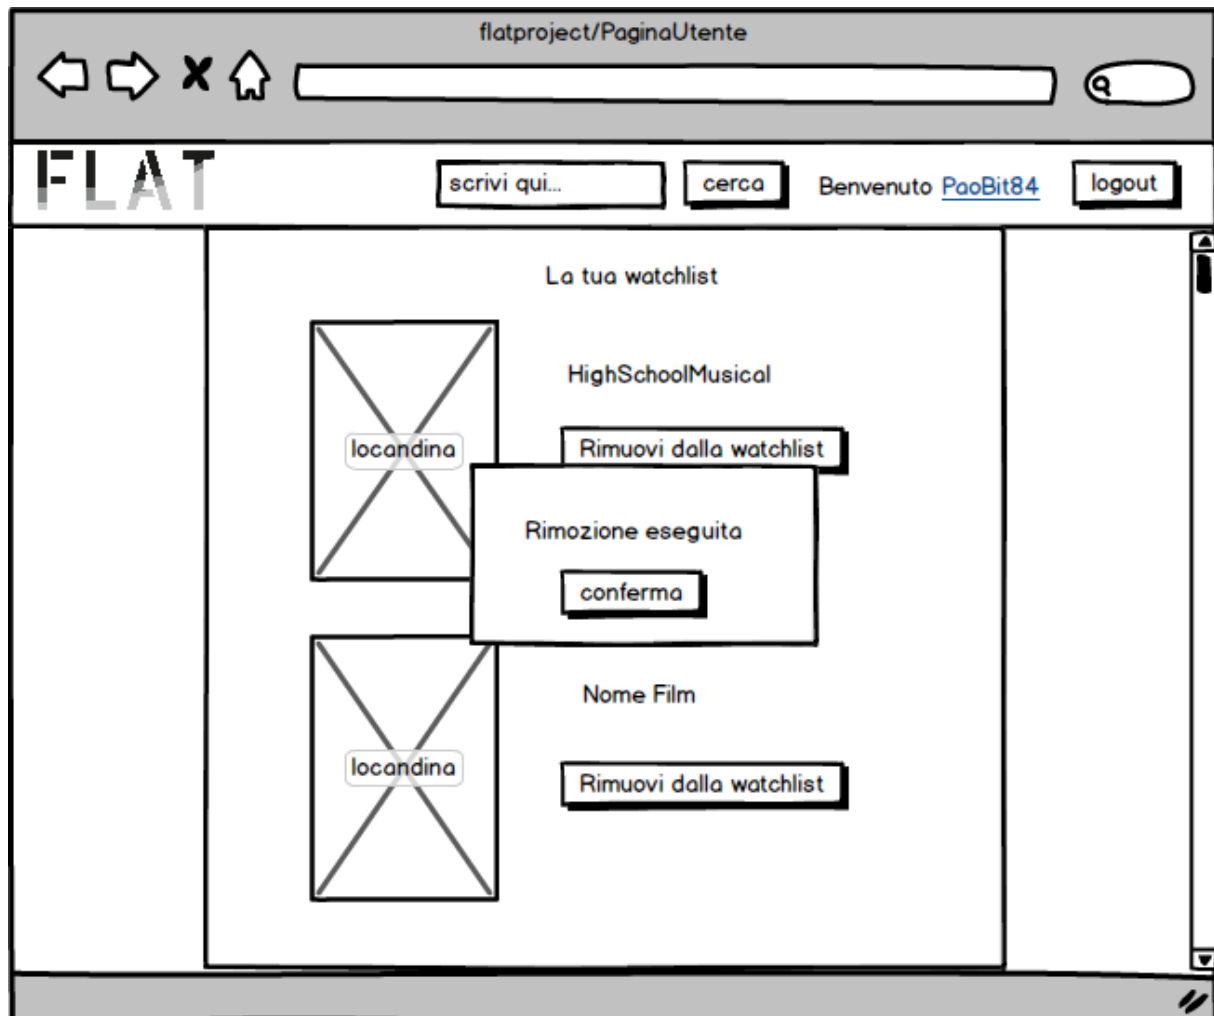 flatproject/PaginaUtente
FLAT
scrivi qui...
cerca
Benvenuto PaoBit84
logout
La tua watchlist
HighSchoolMusical
locandina
Rimuovi dalla watchlist
Rimozione eseguita
conferma
Nome Film
locandina
Rimuovi dalla watchlist